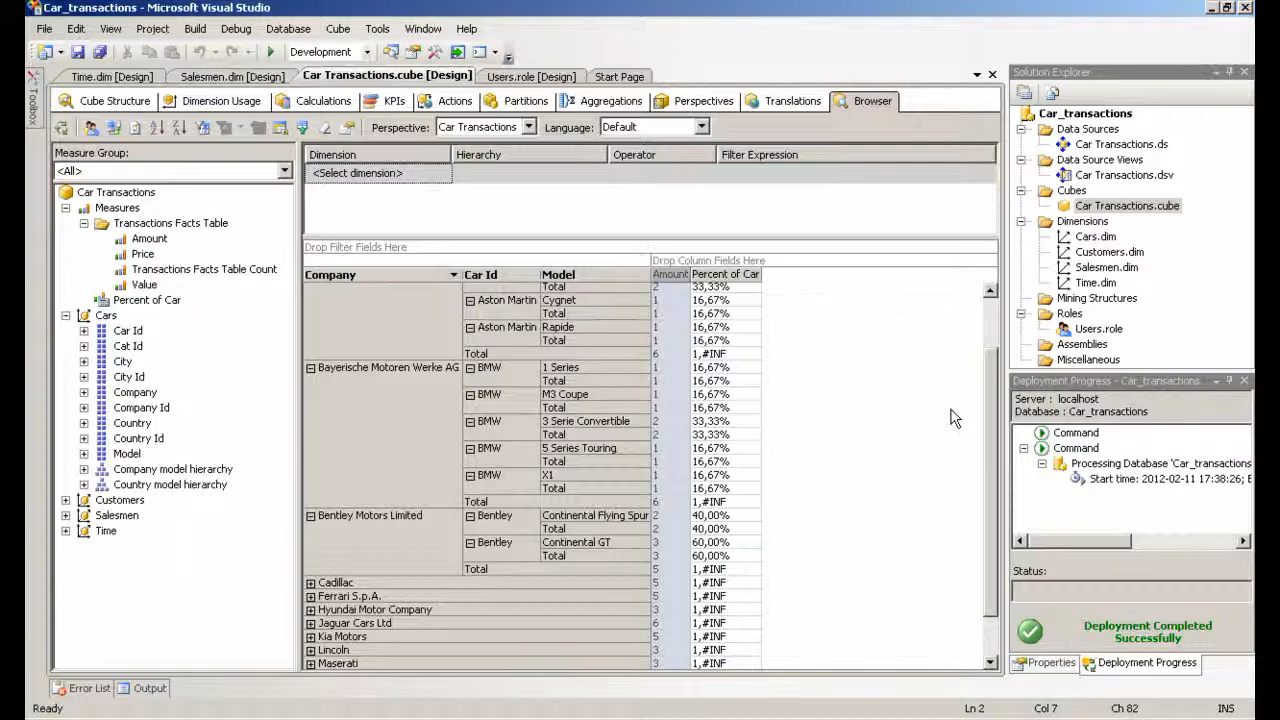 Car_transactions - Microsoft Visual Studio
File Edit View Project Build Debug Database Cube Tools Window Help
Development
Time.dim [Design] Salesmen.dim [Design] Car Transactions.cube [Design] Users.role [Design] Start Page
Cube Structure Dimension Usage Calculations KPIs Actions Partitions Aggregations Perspectives Translations Browser
Perspective: Car Transactions Language: Default
Toolbox
Measure Group:
<All>
Car Transactions
Measures
Transactions Facts Table
Amount
Price
Transactions Facts Table Count
Value
Percent of Car
Cars
Car Id
Cat Id
City
City Id
Company
Company Id
Country
Country Id
Model
Company model hierarchy
Country model hierarchy
Customers
Salesmen
Time
Dimension Hierarchy Operator Filter Expression
<Select dimension>
Drop Filter Fields Here
Drop Column Fields Here
Company Car Id Model Amount Percent of Car
Total 2 33,33%
Aston Martin Cygnet 1 16,67%
Total 1 16,67%
Aston Martin Rapide 1 16,67%
Total 1 16,67%
Total 6 1,#INF
Bayerische Motoren Werke AG BMW 1 Series 1 16,67%
Total 1 16,67%
BMW M3 Coupe 1 16,67%
Total 1 16,67%
BMW 3 Serie Convertible 2 33,33%
Total 2 33,33%
BMW 5 Series Touring 1 16,67%
Total 1 16,67%
BMW X1 1 16,67%
Total 1 16,67%
Total 6 1,#INF
Bentley Motors Limited Bentley Continental Flying Spur 2 40,00%
Total 2 40,00%
Bentley Continental GT 3 60,00%
Total 3 60,00%
Total 5 1,#INF
Cadillac 5 1,#INF
Ferrari S.p.A. 5 1,#INF
Hyundai Motor Company 3 1,#INF
Jaguar Cars Ltd 6 1,#INF
Kia Motors 5 1,#INF
Lincoln 3 1,#INF
Maserati 3 1,#INF
Solution Explorer
Car_transactions
Data Sources
Car Transactions.ds
Data Source Views
Car Transactions.dsv
Cubes
Car Transactions.cube
Dimensions
Cars.dim
Customers.dim
Salesmen.dim
Time.dim
Mining Structures
Roles
Users.role
Assemblies
Miscellaneous
Deployment Progress - Car_transactions
Server : localhost
Database : Car_transactions
Command
Command
Processing Database 'Car_transactions
Start time: 2012-02-11 17:38:26; E
Status:
Deployment Completed
Successfully
Properties Deployment Progress
Error List Output
Ready Ln 2 Col 7 Ch 82 INS